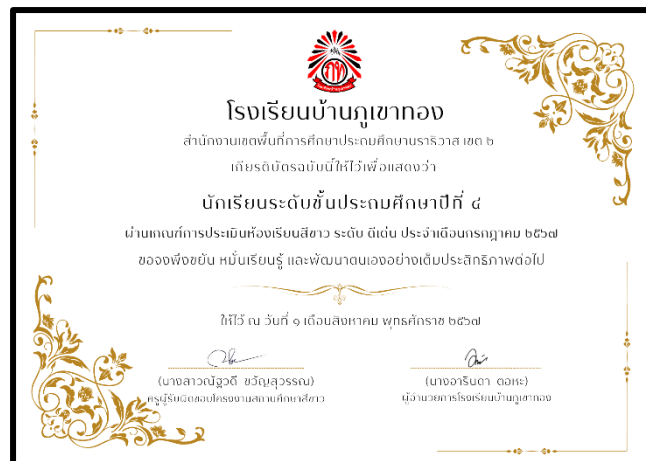 ภท
โรงเรียนบ้านภูเขาทอง
สำนักงานเขตพื้นที่การศึกษาประถมศึกษานราธิวาส เขต ๒
เกียรติบัตรฉบับนี้ให้ไว้เพื่อแสดงว่า
นักเรียนระดับชั้นประถมศึกษาปีที่ ๔
ผ่านเกณฑ์การประเมินห้องเรียนสีขาว ระดับ ดีเด่น ประจำเดือนกรกฎาคม ๒๕๖๗
ขอจงพึงขยัน หมั่นเรียนรู้ และพัฒนาตนเองอย่างเต็มประสิทธิภาพต่อไป
ให้ไว้ ณ วันที่ ๑ เดือนสิงหาคม พุทธศักราช ๒๕๖๗
(นางสาวณัฐวดี ขวัญสุวรรณ)
ครูผู้รับผิดชอบโครงงานสถานศึกษาสีขาว
(นางอารินดา ตอหะ)
ผู้อำนวยการโรงเรียนบ้านภูเขาทอง